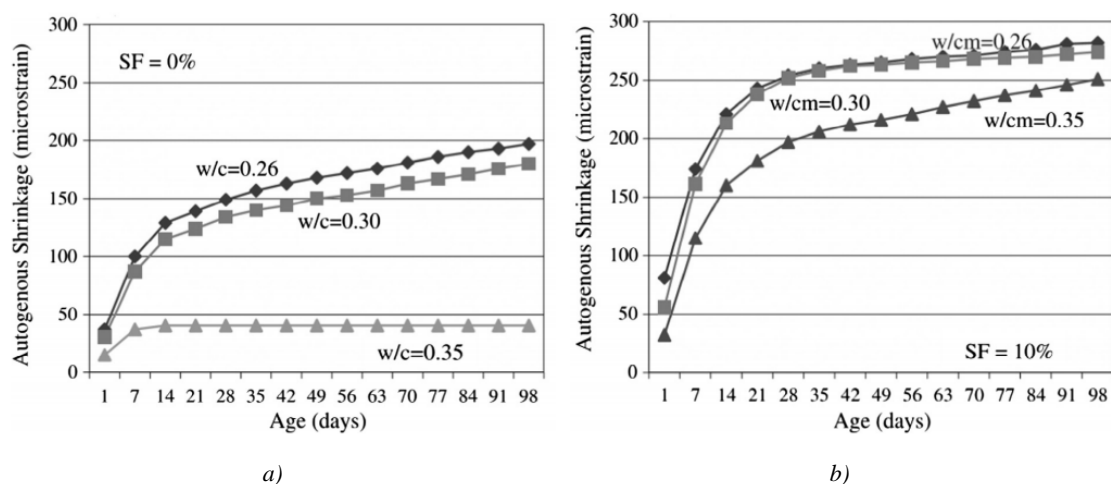 300
250
200
150
100
50
0
Autogenous Shrinkage (microstrain)
SF = 0%
w/c=0.26
w/c=0.30
w/c=0.35
1 7 14 21 28 35 42 49 56 63 70 77 84 91 98
Age (days)
a)
300
250
200
150
100
50
0
Autogenous Shrinkage (microstrain)
w/cm=0.26
w/cm=0.30
w/cm=0.35
SF = 10%
1 7 14 21 28 35 42 49 56 63 70 77 84 91 98
Age (days)
b)